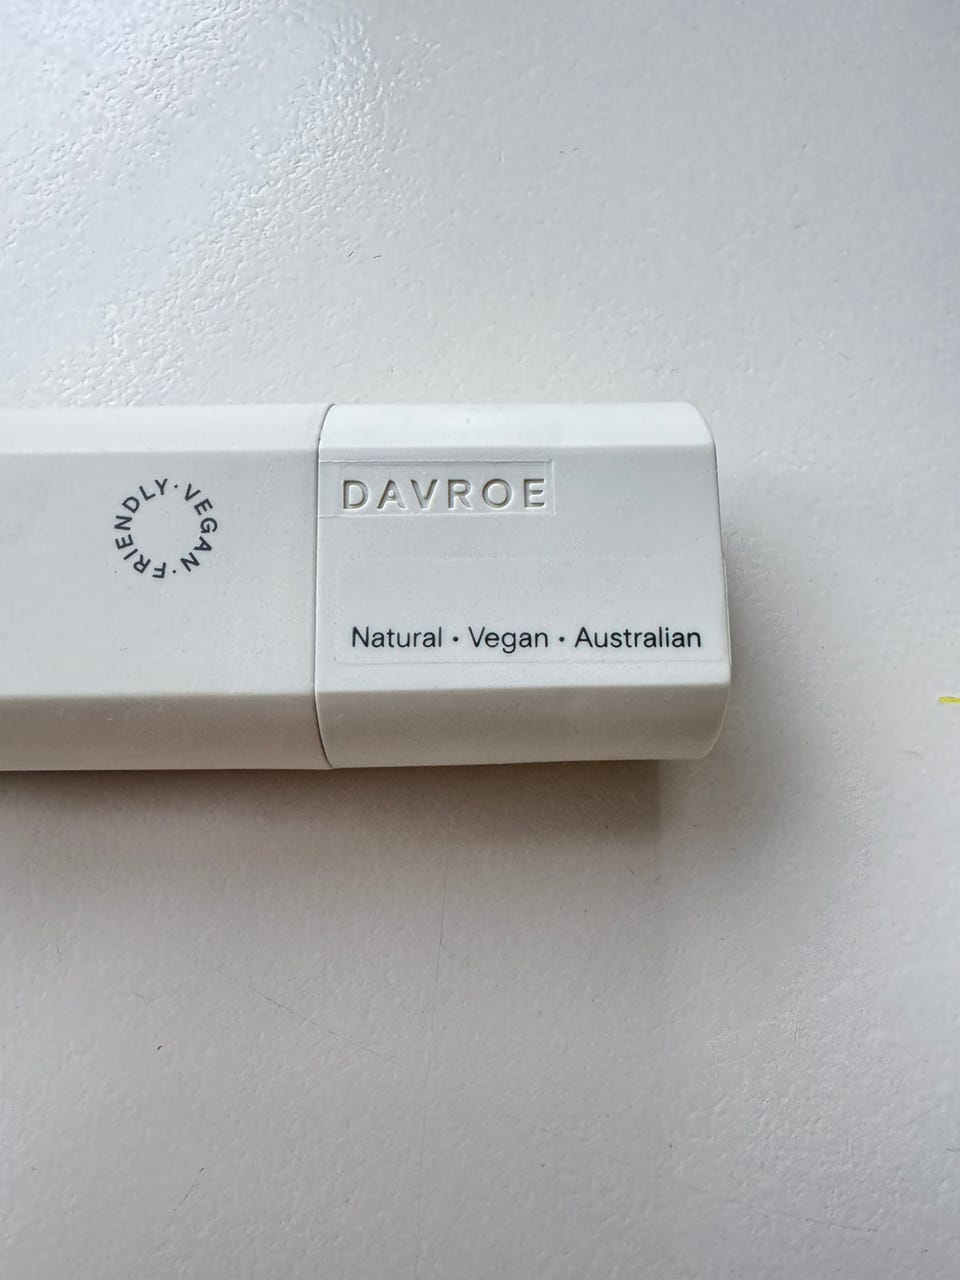 VEGAN · FRIENDLY ·
DAVROE
Natural · Vegan · Australian